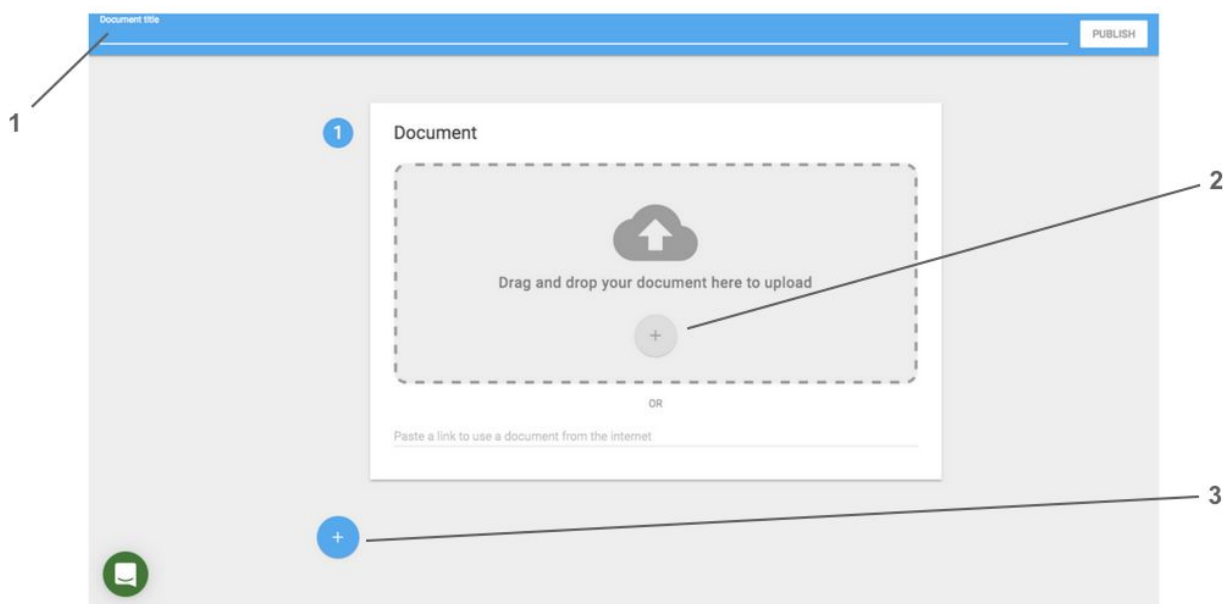 Document title
PUBLISH
1
1
Document
2
Drag and drop your document here to upload
+
OR
Paste a link to use a document from the internet
3
+